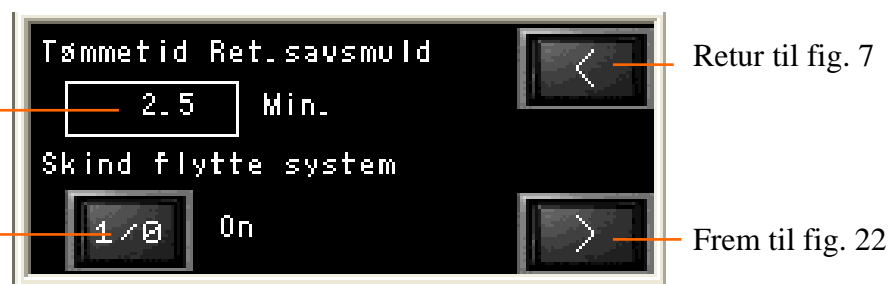 Tømmetid Ret.savsmuld
<
Retur til fig. 7
2.5 Min.
Skind flytte system
1/0 On
>
Frem til fig. 22